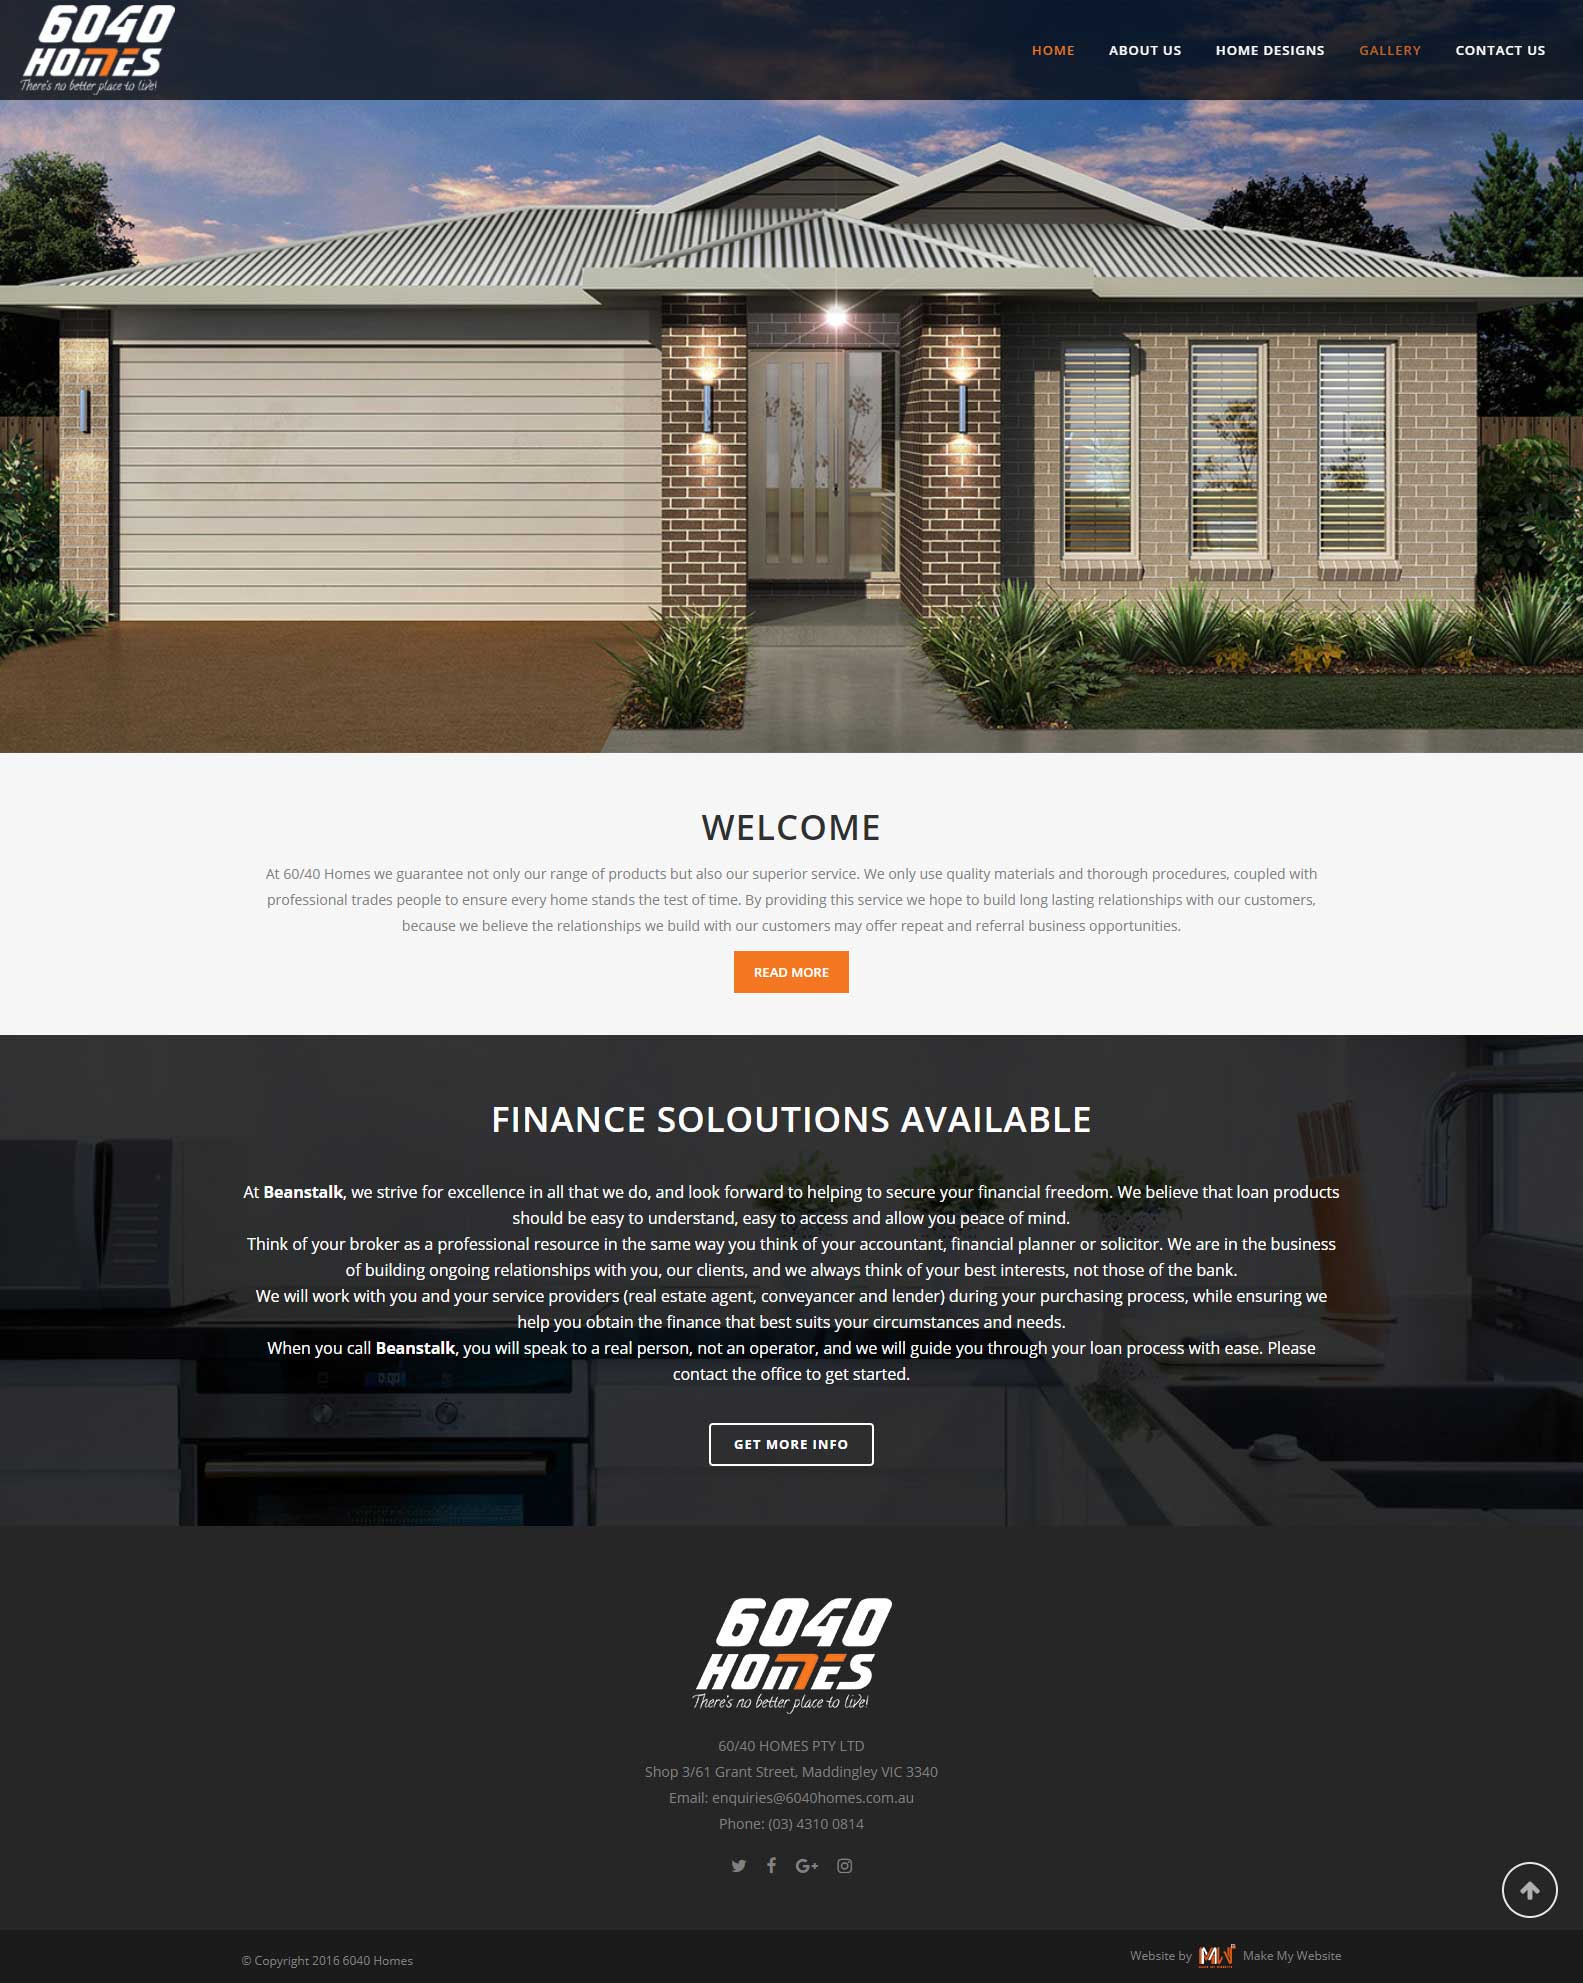 6040
HOMES
There's no better place to live!
HOME ABOUT US HOME DESIGNS GALLERY CONTACT US
WELCOME
At 60/40 Homes we guarantee not only our range of products but also our superior service. We only use quality materials and thorough procedures, coupled with
professional trades people to ensure every home stands the test of time. By providing this service we hope to build long lasting relationships with our customers,
because we believe the relationships we build with our customers may offer repeat and referral business opportunities.
READ MORE
FINANCE SOLOUTIONS AVAILABLE
At Beanstalk, we strive for excellence in all that we do, and look forward to helping to secure your financial freedom. We believe that loan products
should be easy to understand, easy to access and allow you peace of mind.
Think of your broker as a professional resource in the same way you think of your accountant, financial planner or solicitor. We are in the business
of building ongoing relationships with you, our clients, and we always think of your best interests, not those of the bank.
We will work with you and your service providers (real estate agent, conveyancer and lender) during your purchasing process, while ensuring we
help you obtain the finance that best suits your circumstances and needs.
When you call Beanstalk, you will speak to a real person, not an operator, and we will guide you through your loan process with ease. Please
contact the office to get started.
GET MORE INFO
6040
HOMES
There's no better place to live!
60/40 HOMES PTY LTD
Shop 3/61 Grant Street, Maddingley VIC 3340
Email: enquiries@6040homes.com.au
Phone: (03) 4310 0814
© Copyright 2016 6040 Homes
Website by MW Make My Website